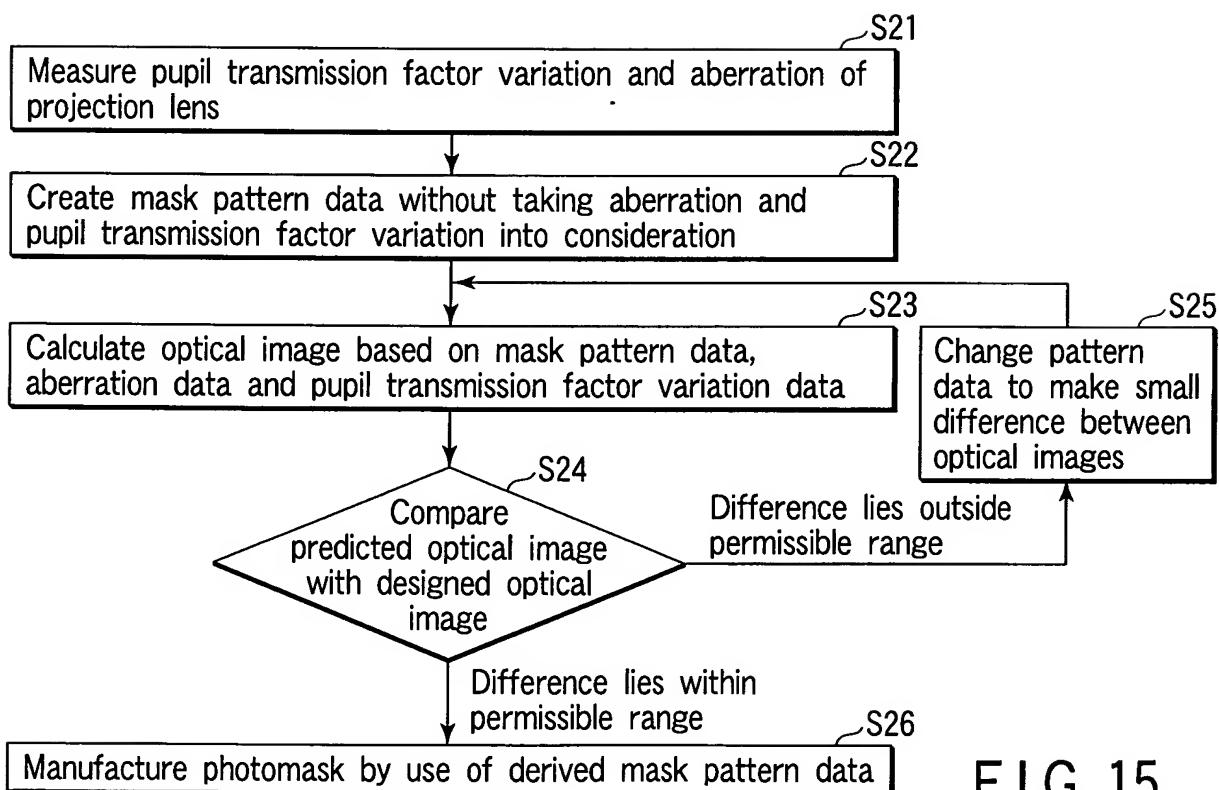 S21
Measure pupil transmission factor variation and aberration of
projection lens
S22
Create mask pattern data without taking aberration and
pupil transmission factor variation into consideration
S23
Calculate optical image based on mask pattern data,
aberration data and pupil transmission factor variation data
S25
Change pattern
data to make small
difference between
optical images
S24
Compare
predicted optical image
with designed optical
image
Difference lies outside
permissible range
Difference lies within
permissible range
S26
Manufacture photomask by use of derived mask pattern data
FIG. 15